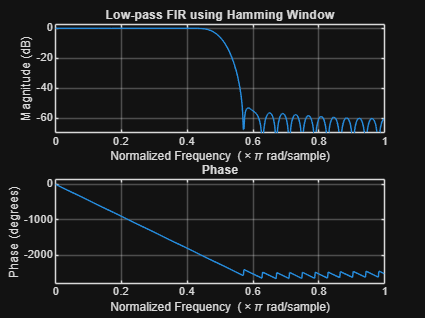 Low-pass FIR using Hamming Window
0
-20
-40
-60
Magnitude (dB)
0 0.2 0.4 0.6 0.8 1
Normalized Frequency (×π rad/sample)
Phase
0
-1000
-2000
Phase (degrees)
0 0.2 0.4 0.6 0.8 1
Normalized Frequency (×π rad/sample)